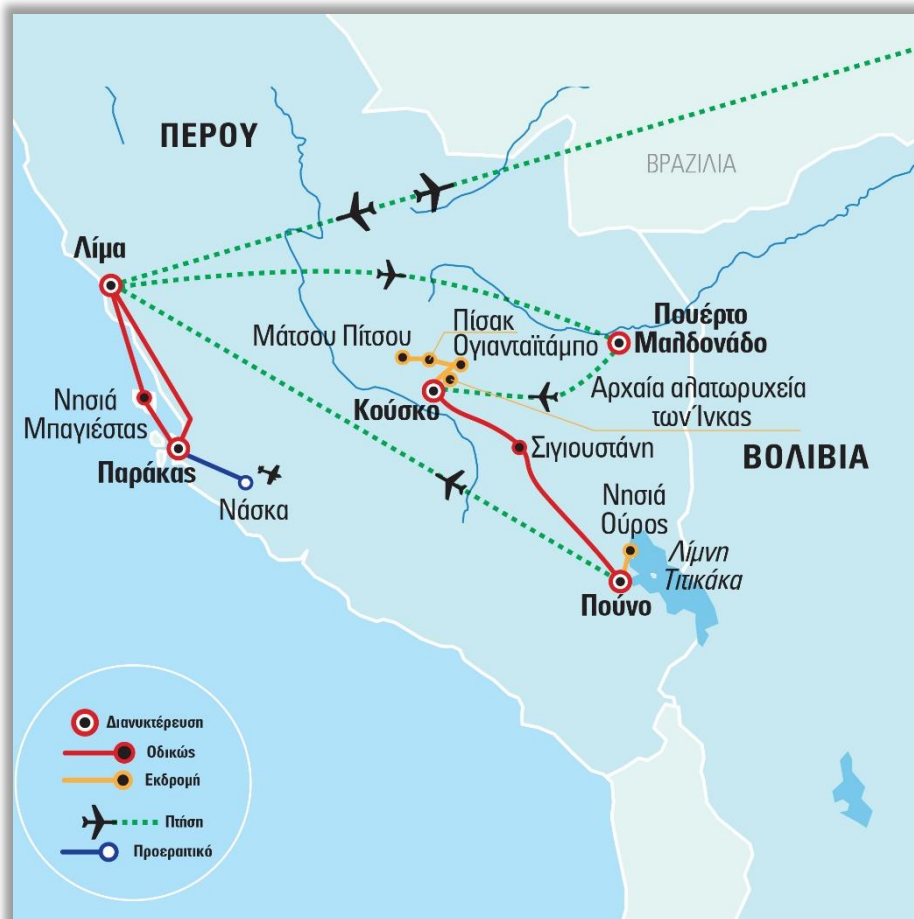 ΠΕΡΟΥ
ΒΡΑΖΙΛΙΑ
Λίμα
Πουέρτο
Μαλδονάδο
Μάτσου Πίτσου
Πίσακ
Ογιανταϊτάμπο
Αρχαία αλατωρυχεία
των Ίνκας
Κούσκο
Νησιά
Μπαγιέστας
Παράκας
Νάσκα
Σιγιουστάνη
ΒΟΛΙΒΙΑ
Νησιά
Ούρος
Λίμνη
Τιτικάκα
Πούνο
Διανυκτέρευση
Οδικώς
Εκδρομή
Πτήση
Προεραιτικό